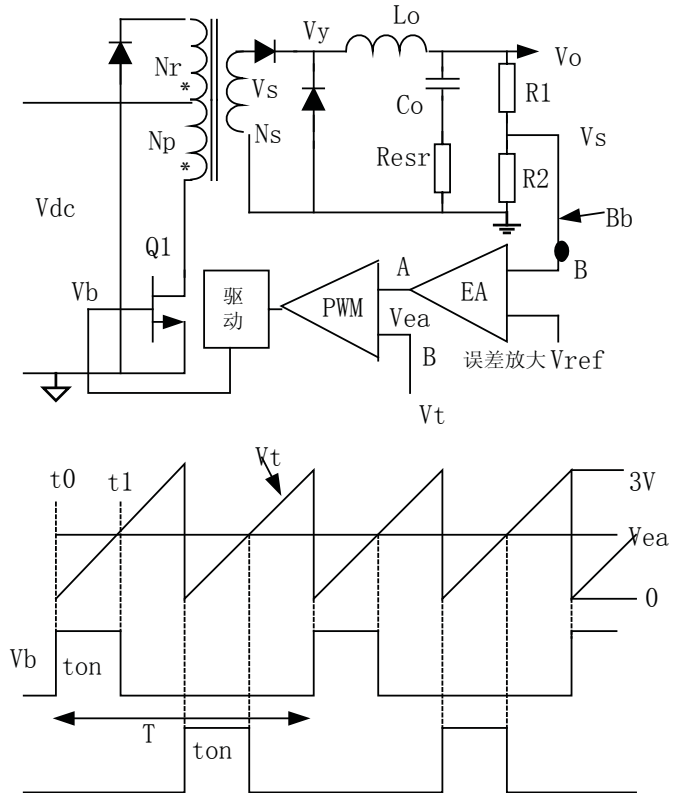 Lo
Vy
Vo
Nr
*
Vs
R1
Co
Np
Ns
Vs
*
Resr
R2
Vdc
Bb
Q1
A
B
Vb
驱动
PWM
EA
Vea
B
误差放大 Vref
Vt
Vt
t0
t1
3V
Vea
0
Vb
ton
T
ton